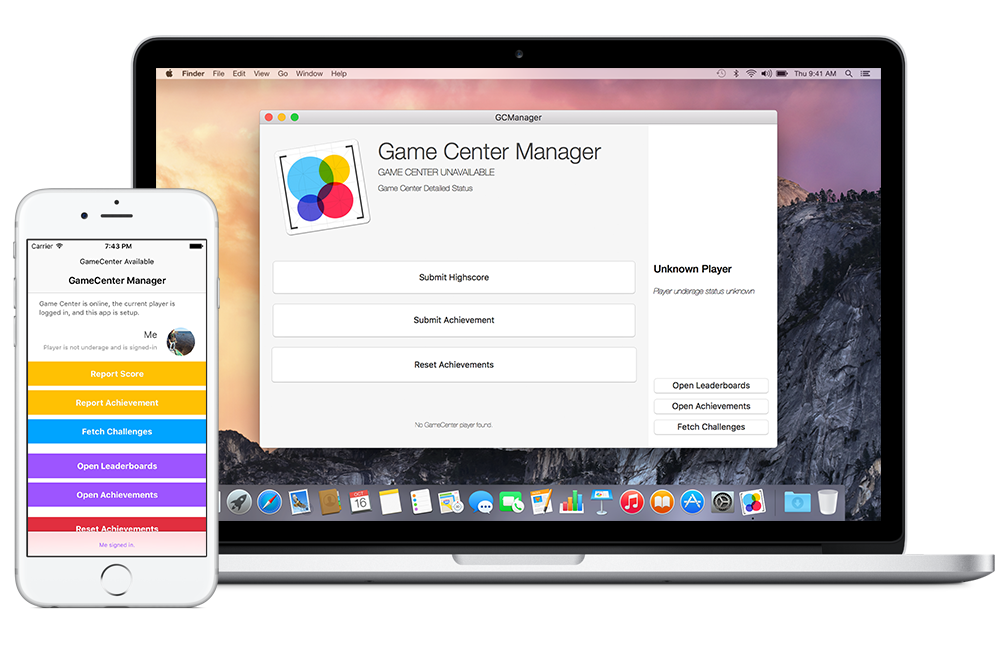 Finder File Edit View Go Window Help
Thu 9:41 AM
GCManager
Game Center Manager
GAME CENTER UNAVAILABLE
Game Center Detailed Status
Submit Highscore
Submit Achievement
Reset Achievements
No GameCenter player found.
Unknown Player
Player underage status unknown
Open Leaderboards
Open Achievements
Fetch Challenges
OCT
16
Carrier 7:43 PM
GameCenter Available
GameCenter Manager
Game Center is online, the current player is
logged in, and this app is setup.
Me
Player is not underage and is signed-in
Report Score
Report Achievement
Fetch Challenges
Open Leaderboards
Open Achievements
Reset Achievements
Me signed in.